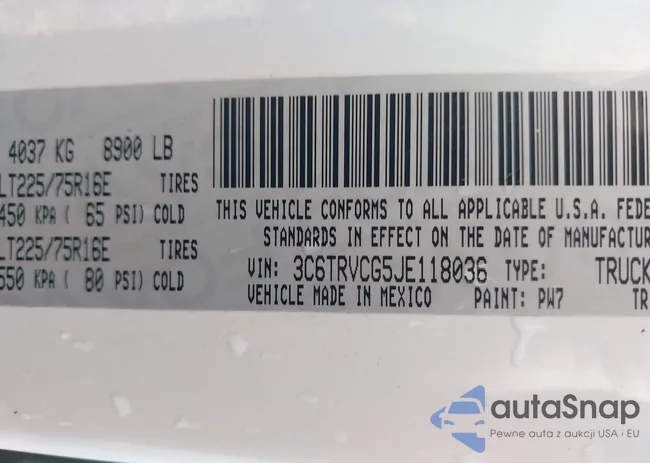 4037 KG 8900 LB
LT225/75R16E TIRES
450 KPA ( 65 PSI) COLD
LT225/75R16E TIRES
550 KPA ( 80 PSI) COLD
THIS VEHICLE CONFORMS TO ALL APPLICABLE U.S.A. FEDE
STANDARDS IN EFFECT ON THE DATE OF MANUFACTUR
VIN: 3C6TRVCG5JE118036 TYPE: TRUCK
VEHICLE MADE IN MEXICO PAINT: PW7 TR
autoSnap
Pewne auta z aukcji USA i EU